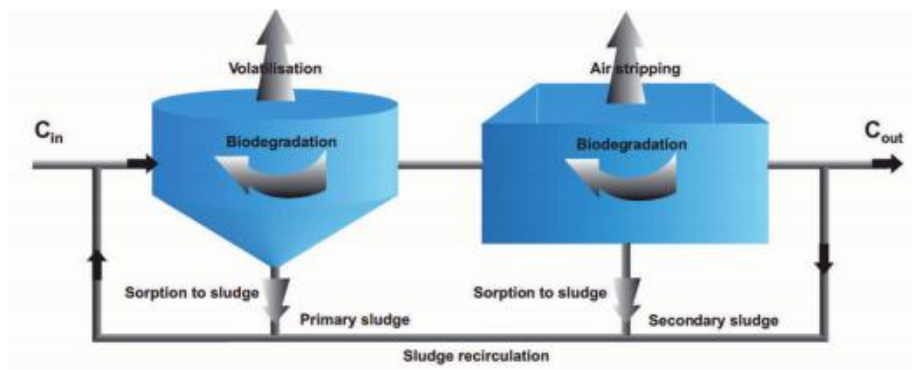 Volatilisation
Air stripping
C_in
Biodegradation
Biodegradation
C_out
Sorption to sludge
Primary sludge
Sorption to sludge
Secondary sludge
Sludge recirculation